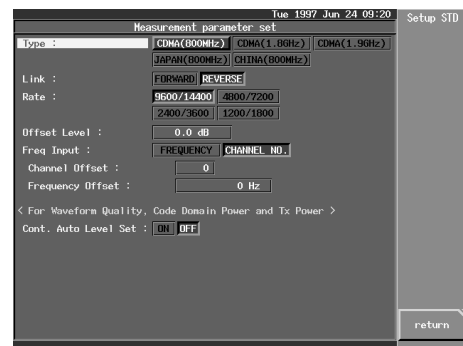 Tue 1997 Jun 24 09:20
Setup STD
Measurement parameter set
Type : CDMA(800MHz) CDMA(1.8GHz) CDMA(1.9GHz)
JAPAN(800MHz) CHINA(800MHz)
Link : FORWARD REVERSE
Rate : 9600/14400 4800/7200
2400/3600 1200/1800
Offset Level : 0.0 dB
Freq Input : FREQUENCY CHANNEL NO.
Channel Offset : 0
Frequency Offset : 0 Hz
< For Waveform Quality, Code Domain Power and Tx Power >
Cont. Auto Level Set : ON OFF
return